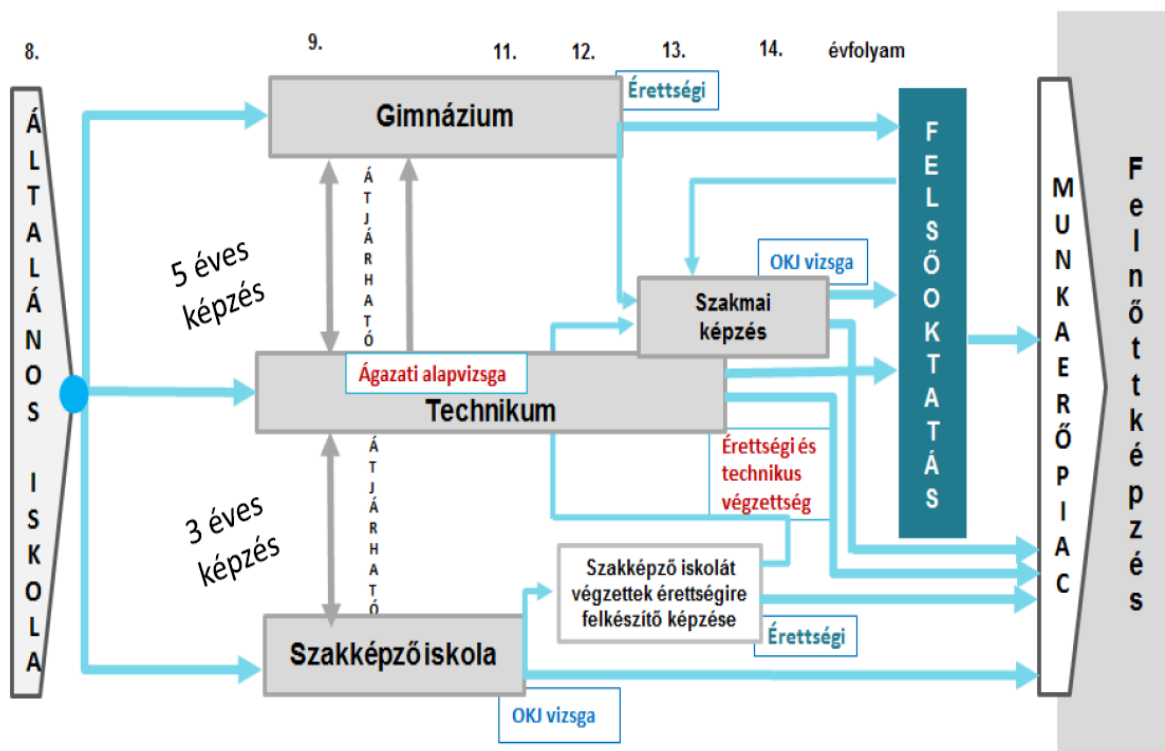 8.
9.
11.
12.
13.
14.
évfolyam
ÁLTALÁNOS ISKOLA
Gimnázium
Érettségi
ÁTJÁRHATÓ
5 éves
képzés
FELSŐOKTATÁS
MUNKAERŐPIAC
Felnőttképzés
OKJ vizsga
Szakmai
képzés
Ágazati alapvizsga
Technikum
ÁTJÁRHATÓ
3 éves
képzés
Érettségi és
technikus
végzettség
Szakképző iskolát
végzettek érettségire
felkészítő képzése
Érettségi
Szakképző iskola
OKJ vizsga